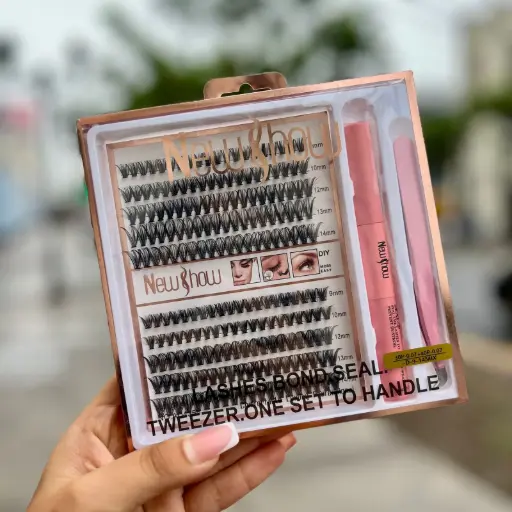 NewShow
10mm
12mm
13mm
14mm
NewShow
DIY
9mm
10mm
12mm
NewShow
LASHES.BOND.SEAL.
TWEEZER.ONE SET TO HANDLE